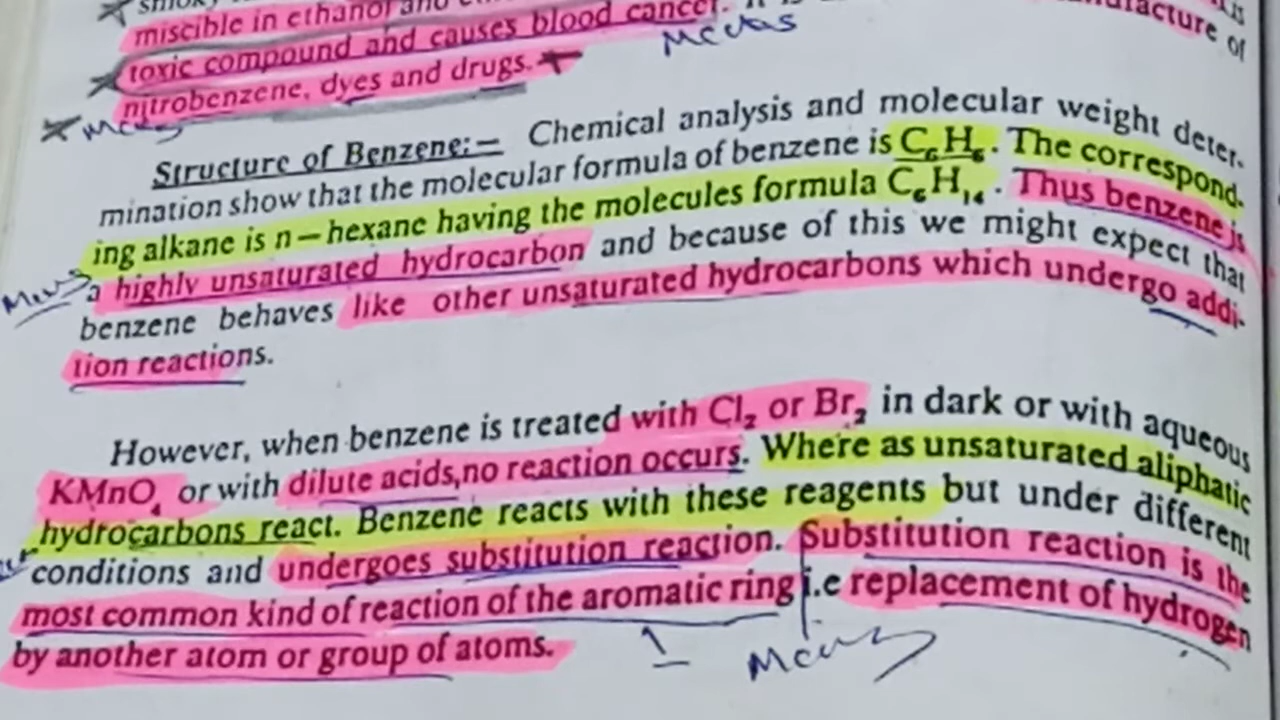 miscible in ethanol and
toxic compound and causes blood cancer. It is
nitrobenzene, dyes and drugs.
Mcqs
Structure of Benzene:— Chemical analysis and molecular weight deter-
mination show that the molecular formula of benzene is C₆H₆. The correspond-
ing alkane is n—hexane having the molecules formula C₆H₁₄. Thus benzene is
a highly unsaturated hydrocarbon and because of this we might expect that
benzene behaves like other unsaturated hydrocarbons which undergo addi-
tion reactions.
However, when benzene is treated with Cl₂ or Br₂ in dark or with aqueous
KMnO₄ or with dilute acids, no reaction occurs. Where as unsaturated aliphatic
hydrocarbons react. Benzene reacts with these reagents but under different
conditions and undergoes substitution reaction. Substitution reaction is the
most common kind of reaction of the aromatic ring i.e replacement of hydrogen
by another atom or group of atoms.